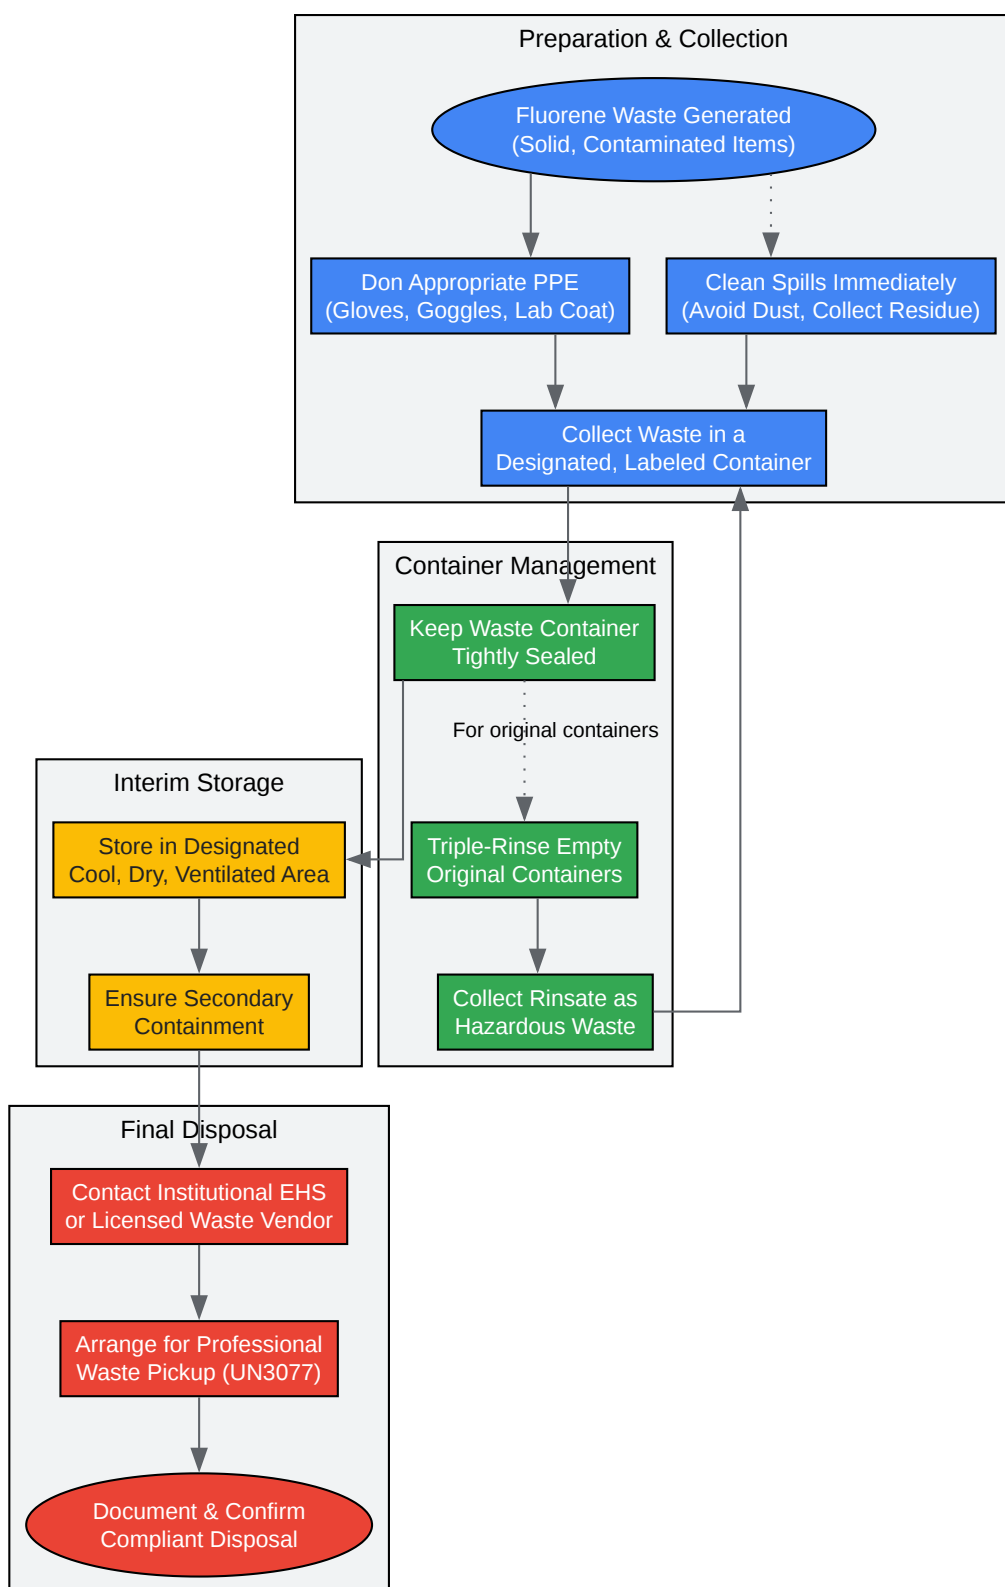 Preparation & Collection
Fluorene Waste Generated
(Solid, Contaminated Items)
Don Appropriate PPE
(Gloves, Goggles, Lab Coat)
Clean Spills Immediately
(Avoid Dust, Collect Residue)
Collect Waste in a
Designated, Labeled Container
Container Management
Keep Waste Container
Tightly Sealed
For original containers
Interim Storage
Store in Designated
Cool, Dry, Ventilated Area
Triple-Rinse Empty
Original Containers
Ensure Secondary
Containment
Collect Rinsate as
Hazardous Waste
Final Disposal
Contact Institutional EHS
or Licensed Waste Vendor
Arrange for Professional
Waste Pickup (UN3077)
Document & Confirm
Compliant Disposal